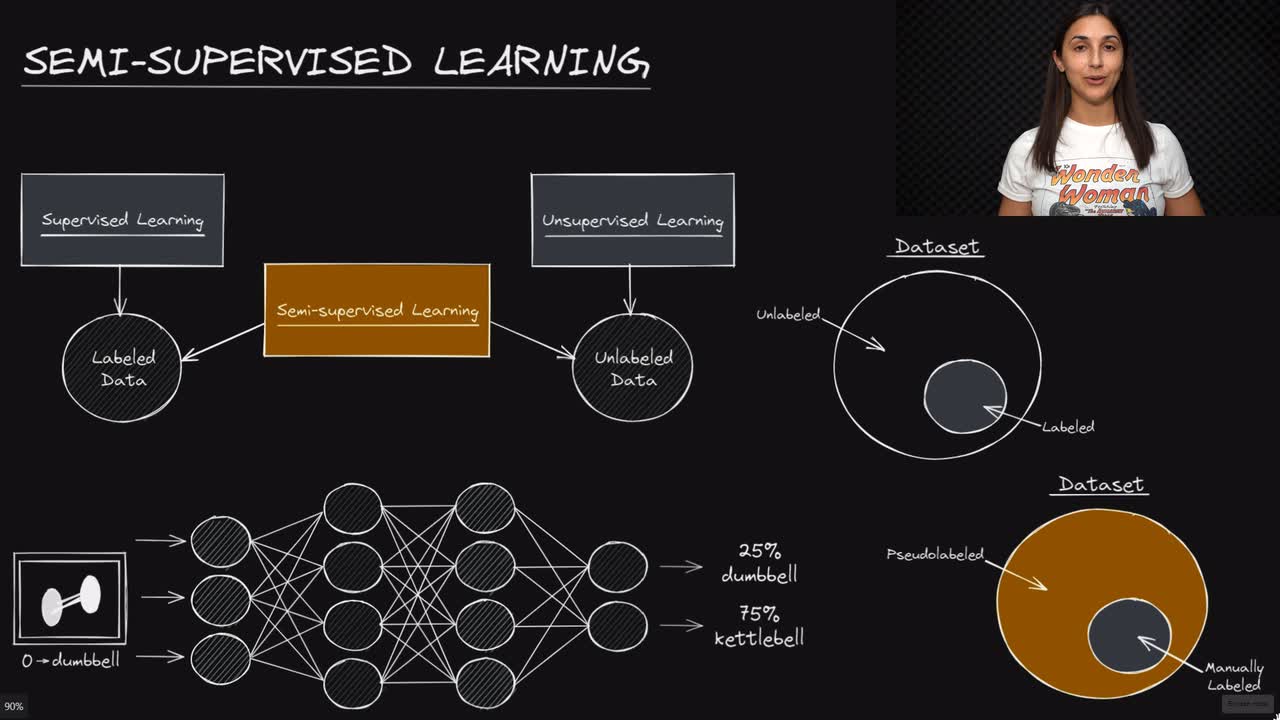 SEMI-SUPERVISED LEARNING
Wonder
Woman
Supervised Learning
Unsupervised Learning
Semi-supervised Learning
Labeled
Data
Unlabeled
Data
Dataset
Unlabeled
Labeled
Dataset
Pseudolabeled
Manually
Labeled
0→dumbbell
25%
dumbbell
75%
kettlebell
90%